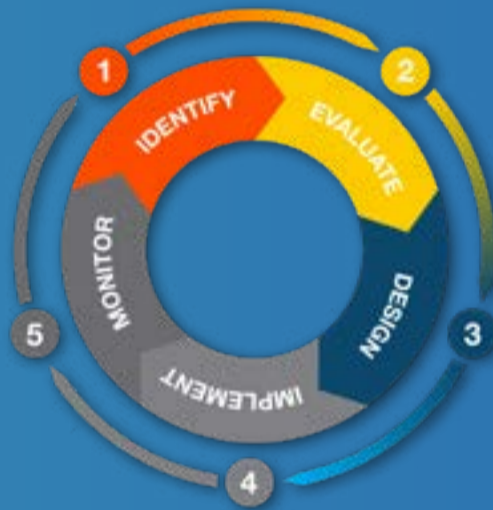 1
IDENTIFY
2
EVALUATE
3
DESIGN
4
IMPLEMENT
5
MONITOR